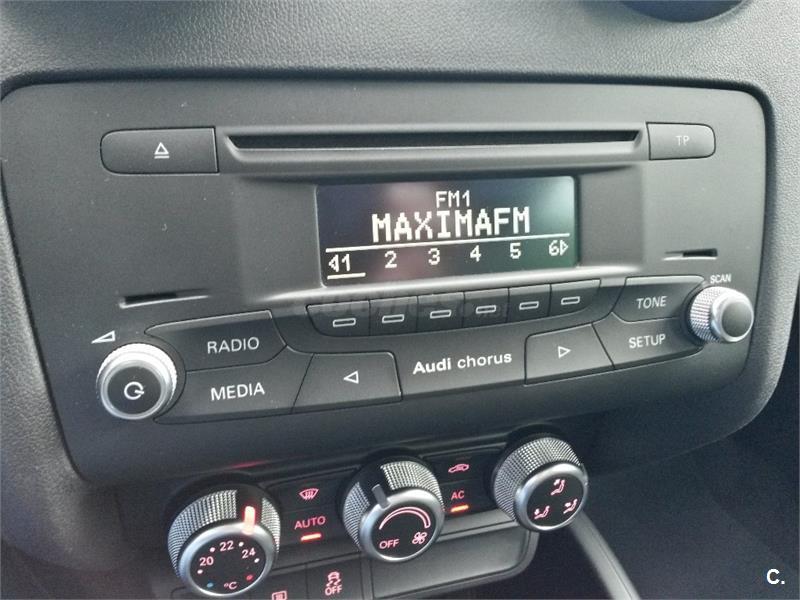 TP
FM1
MAXIMAFM
1 2 3 4 5 6
SCAN
RADIO
TONE
MEDIA
Audi chorus
SETUP
AUTO
AC
20 22 24
°C
OFF
OFF
C.